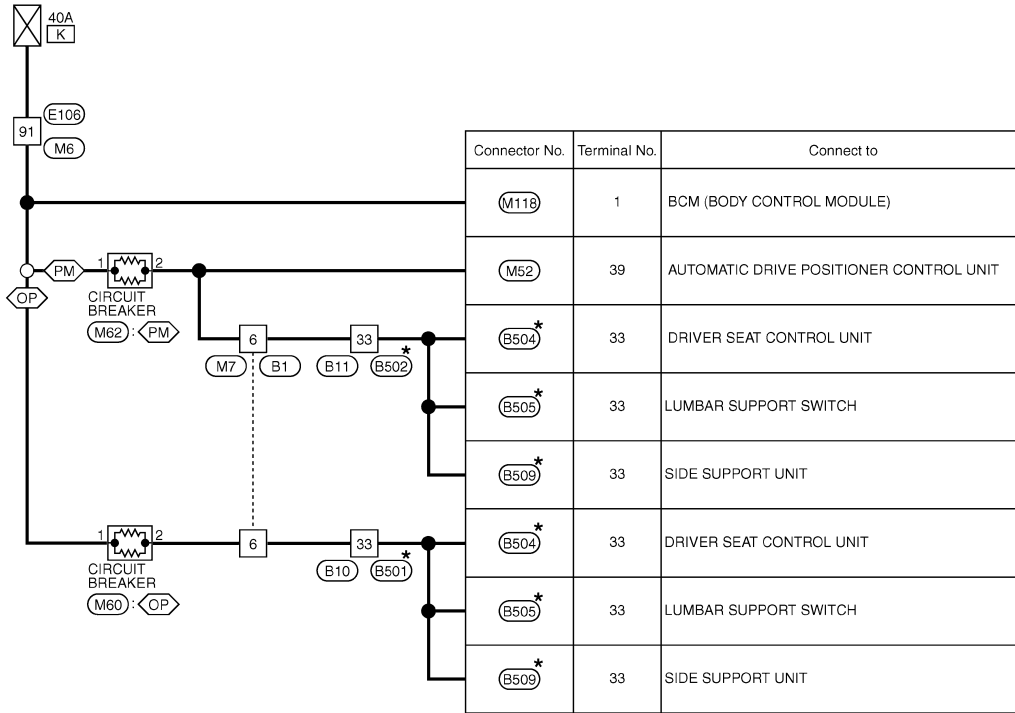 40A
K
E106
91
M6
Connector No. Terminal No. Connect to
M118 1 BCM (BODY CONTROL MODULE)
1 2
PM
M52 39 AUTOMATIC DRIVE POSITIONER CONTROL UNIT
OP
CIRCUIT
BREAKER
M62 : PM
6 33 B504* 33 DRIVER SEAT CONTROL UNIT
M7 B1 B11 B502*
B505* 33 LUMBAR SUPPORT SWITCH
B509* 33 SIDE SUPPORT UNIT
1 2 6 33 B504* 33 DRIVER SEAT CONTROL UNIT
B10 B501*
CIRCUIT
BREAKER
M60 : OP
B505* 33 LUMBAR SUPPORT SWITCH
B509* 33 SIDE SUPPORT UNIT